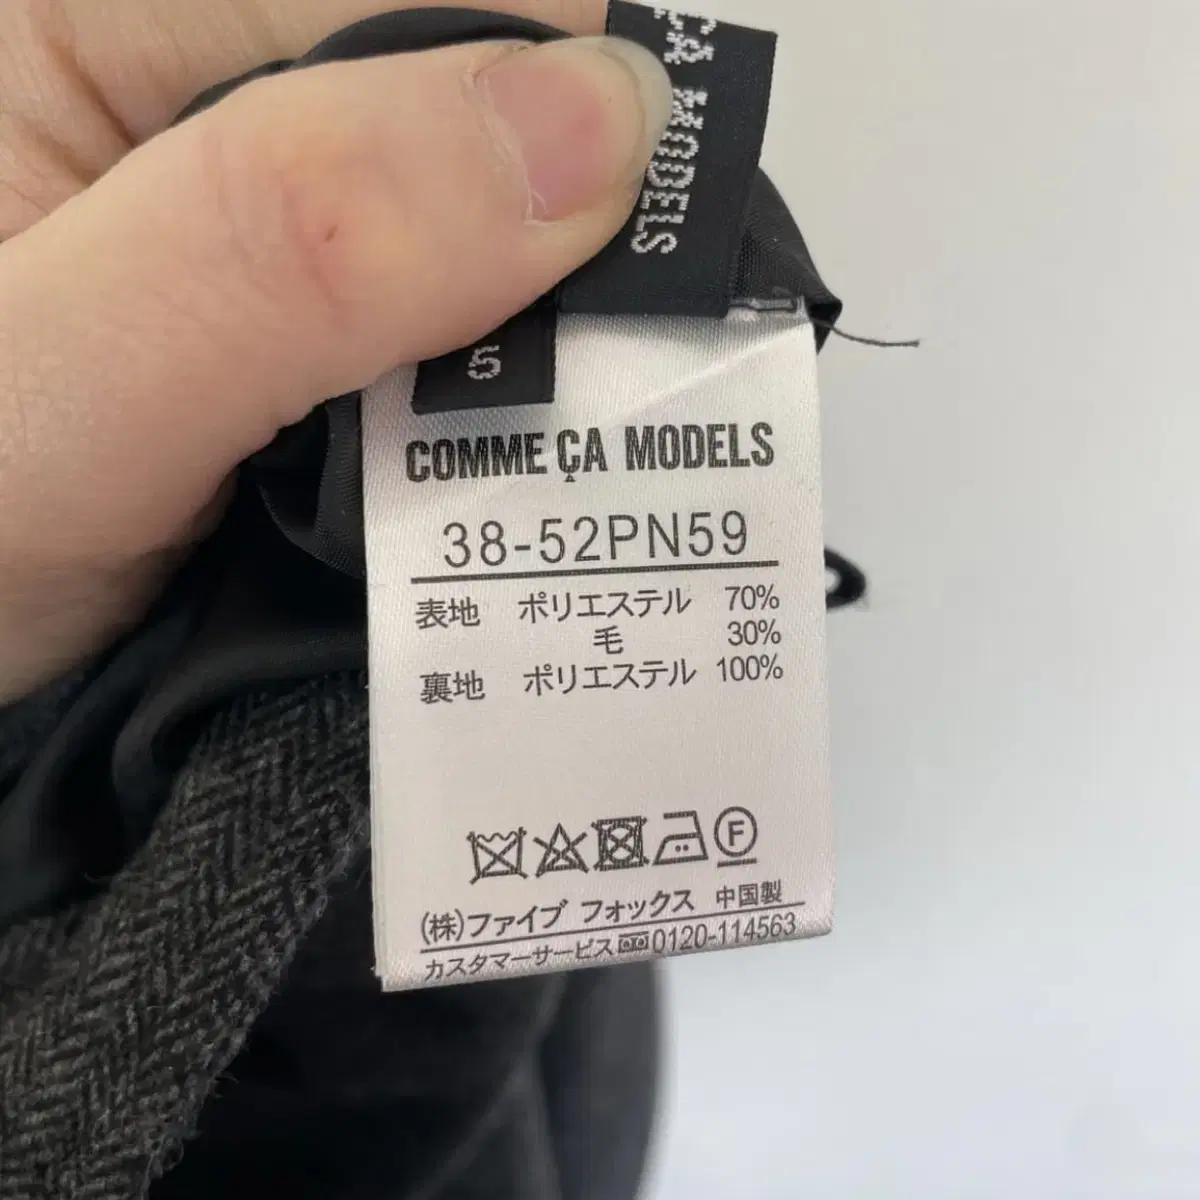 ÇA MODELS
5
COMME ÇA MODELS
38-52PN59
表地 ポリエステル 70%
毛 30%
裏地 ポリエステル 100%
F
(株)ファイブ フォックス 中国製
カスタマーサービス 0120-114563